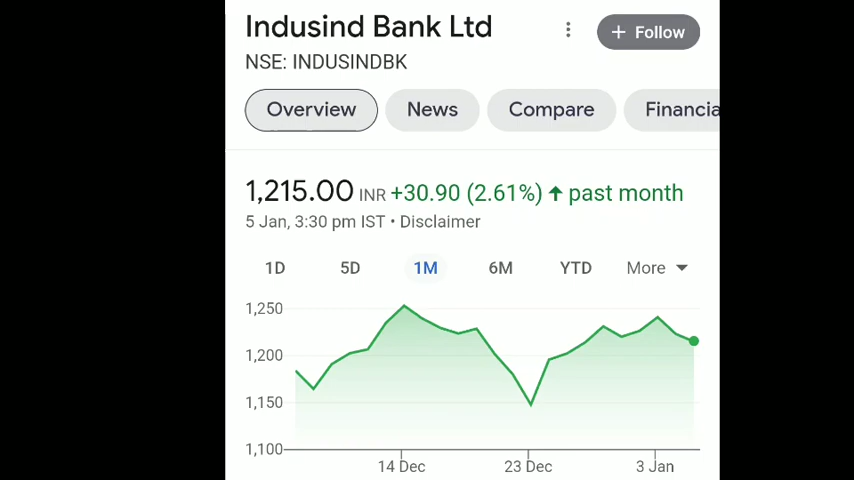 Indusind Bank Ltd
+ Follow
NSE: INDUSINDBK
Overview News Compare Financia
1,215.00 INR +30.90 (2.61%) ↑ past month
5 Jan, 3:30 pm IST • Disclaimer
1D 5D 1M 6M YTD More
1,250
1,200
1,150
1,100
14 Dec 23 Dec 3 Jan